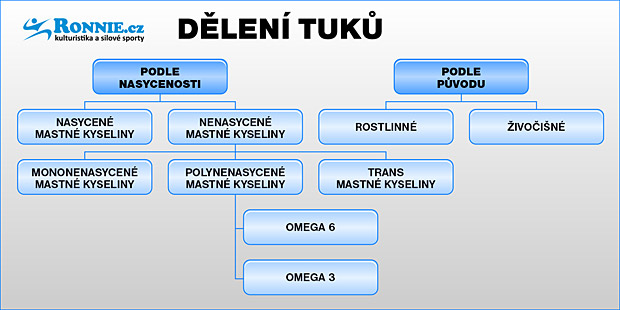 RONNIE.cz
kulturistika a silové sporty
DĚLENÍ TUKŮ
PODLE
NASYCENOSTI
PODLE
PŮVODU
NASYCENÉ
MASTNÉ KYSELINY
NENASYCENÉ
MASTNÉ KYSELINY
ROSTLINNÉ
ŽIVOČIŠNÉ
MONONENASYCENÉ
MASTNÉ KYSELINY
POLYNENASYCENÉ
MASTNÉ KYSELINY
TRANS
MASTNÉ KYSELINY
OMEGA 6
OMEGA 3